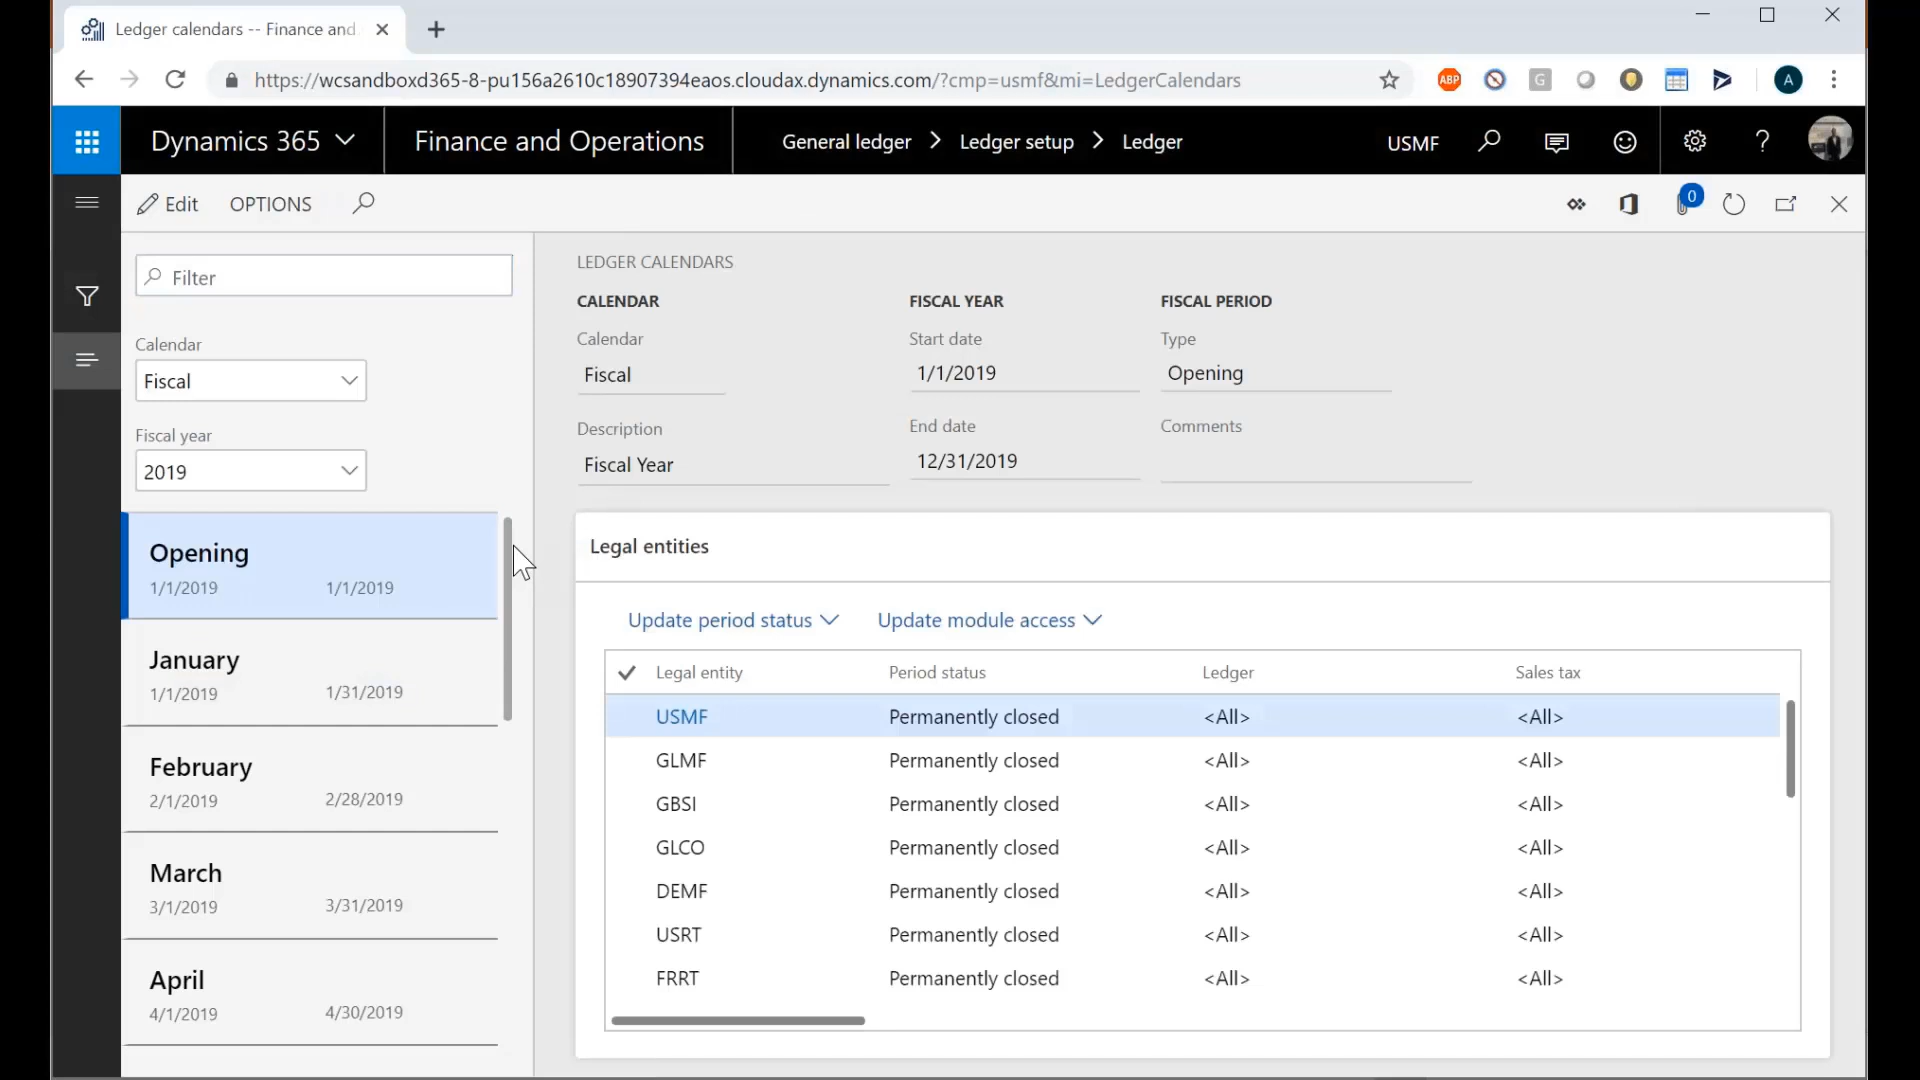 Ledger calendars -- Finance and
https://wcsandboxd365-8-pu156a2610c18907394eaos.cloudax.dynamics.com/?cmp=usmf&mi=LedgerCalendars
ABP
G
A
Dynamics 365
Finance and Operations
General ledger > Ledger setup > Ledger
USMF
?
Edit
OPTIONS
0
Filter
Calendar
Fiscal
Fiscal year
2019
Opening
1/1/2019 1/1/2019
January
1/1/2019 1/31/2019
February
2/1/2019 2/28/2019
March
3/1/2019 3/31/2019
April
4/1/2019 4/30/2019
LEDGER CALENDARS
CALENDAR FISCAL YEAR FISCAL PERIOD
Calendar Start date Type
Fiscal 1/1/2019 Opening
Description End date Comments
Fiscal Year 12/31/2019
Legal entities
Update period status Update module access
Legal entity Period status Ledger Sales tax
USMF Permanently closed <All> <All>
GLMF Permanently closed <All> <All>
GBSI Permanently closed <All> <All>
GLCO Permanently closed <All> <All>
DEMF Permanently closed <All> <All>
USRT Permanently closed <All> <All>
FRRT Permanently closed <All> <All>